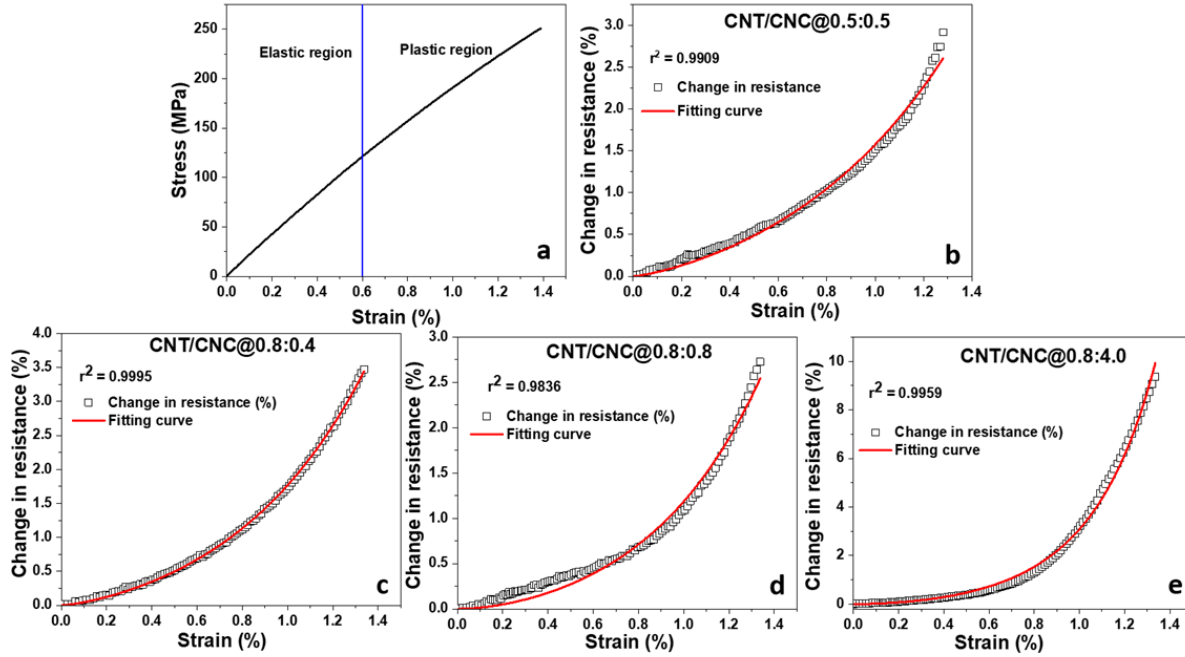 250
200
150
100
50
0
Stress (MPa)
Elastic region
Plastic region
a
0.0 0.2 0.4 0.6 0.8 1.0 1.2 1.4
Strain (%)
CNT/CNC@0.5:0.5
3.0
2.5
2.0
1.5
1.0
0.5
0.0
Change in resistance (%)
r² = 0.9909
Change in resistance
Fitting curve
b
0.0 0.2 0.4 0.6 0.8 1.0 1.2 1.4
Strain (%)
CNT/CNC@0.8:0.4
4.0
3.5
3.0
2.5
2.0
1.5
1.0
0.5
0.0
Change in resistance (%)
r² = 0.9995
Change in resistance (%)
Fitting curve
c
0.0 0.2 0.4 0.6 0.8 1.0 1.2 1.4
Strain (%)
CNT/CNC@0.8:0.8
3.0
2.5
2.0
1.5
1.0
0.5
0.0
Change in resistance (%)
r² = 0.9836
Change in resistance (%)
Fitting curve
d
0.0 0.2 0.4 0.6 0.8 1.0 1.2 1.4
Strain (%)
CNT/CNC@0.8:4.0
10
8
6
4
2
0
Change in resistance (%)
r² = 0.9959
Change in resistance (%)
Fitting curve
e
0.0 0.2 0.4 0.6 0.8 1.0 1.2 1.4
Strain (%)